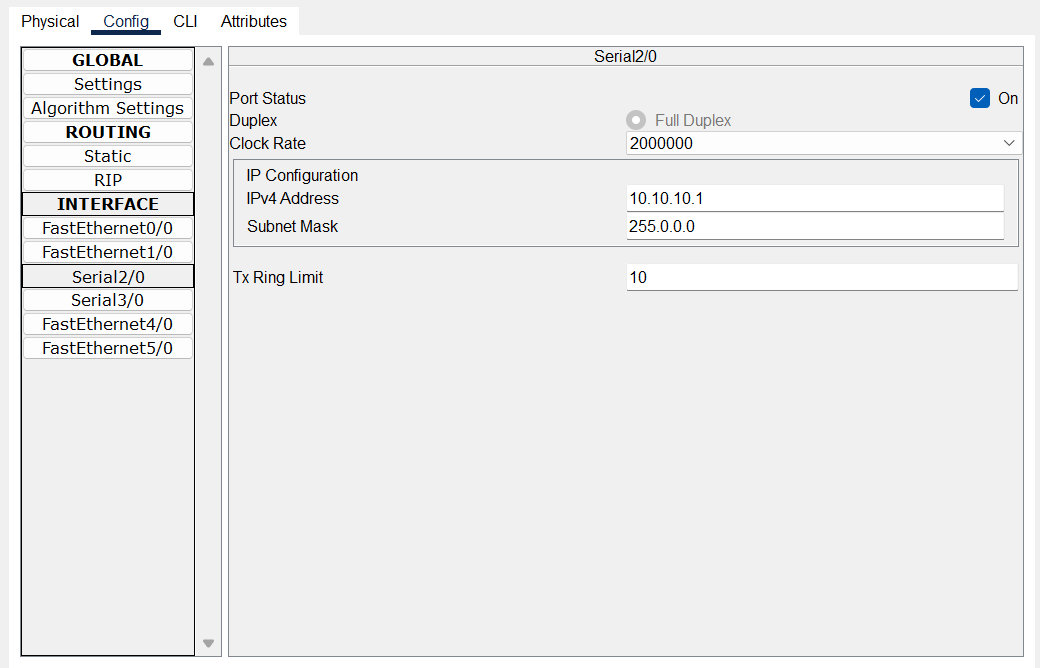 Physical Config CLI Attributes
GLOBAL
Settings
Algorithm Settings
ROUTING
Static
RIP
INTERFACE
FastEthernet0/0
FastEthernet1/0
Serial2/0
Serial3/0
FastEthernet4/0
FastEthernet5/0
Serial2/0
Port Status On
Duplex Full Duplex
Clock Rate 2000000
IP Configuration
IPv4 Address 10.10.10.1
Subnet Mask 255.0.0.0
Tx Ring Limit 10